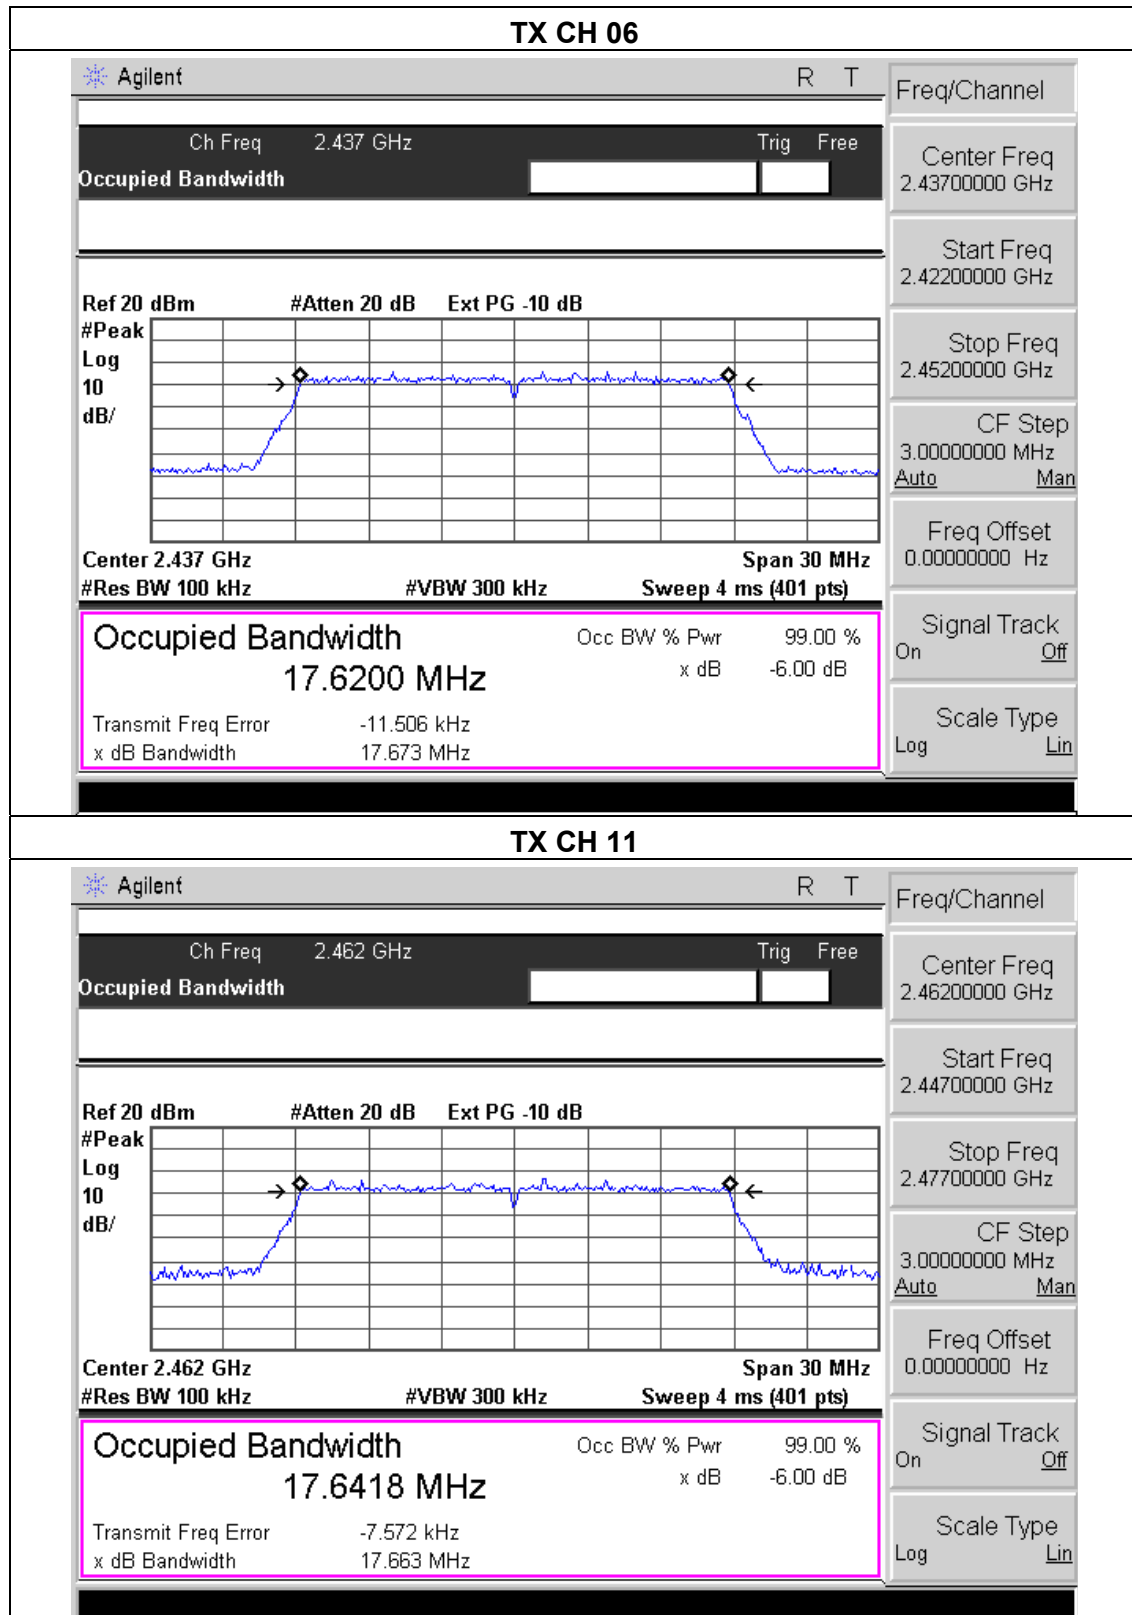 TX CH 06
Agilent R T
Freq/Channel
Ch Freq 2.437 GHz Trig Free
Occupied Bandwidth
Center Freq
2.43700000 GHz
Start Freq
2.42200000 GHz
Stop Freq
2.45200000 GHz
CF Step
3.00000000 MHz
Auto Man
Freq Offset
0.00000000 Hz
Signal Track
On Off
Scale Type
Log Lin
Ref 20 dBm #Atten 20 dB Ext PG -10 dB
#Peak
Log
10
dB/
Center 2.437 GHz Span 30 MHz
#Res BW 100 kHz #VBW 300 kHz Sweep 4 ms (401 pts)
Occupied Bandwidth Occ BW % Pwr 99.00 %
17.6200 MHz x dB -6.00 dB
Transmit Freq Error -11.506 kHz
x dB Bandwidth 17.673 MHz
TX CH 11
Agilent R T
Freq/Channel
Ch Freq 2.462 GHz Trig Free
Occupied Bandwidth
Center Freq
2.46200000 GHz
Start Freq
2.44700000 GHz
Stop Freq
2.47700000 GHz
CF Step
3.00000000 MHz
Auto Man
Freq Offset
0.00000000 Hz
Signal Track
On Off
Scale Type
Log Lin
Ref 20 dBm #Atten 20 dB Ext PG -10 dB
#Peak
Log
10
dB/
Center 2.462 GHz Span 30 MHz
#Res BW 100 kHz #VBW 300 kHz Sweep 4 ms (401 pts)
Occupied Bandwidth Occ BW % Pwr 99.00 %
17.6418 MHz x dB -6.00 dB
Transmit Freq Error -7.572 kHz
x dB Bandwidth 17.663 MHz